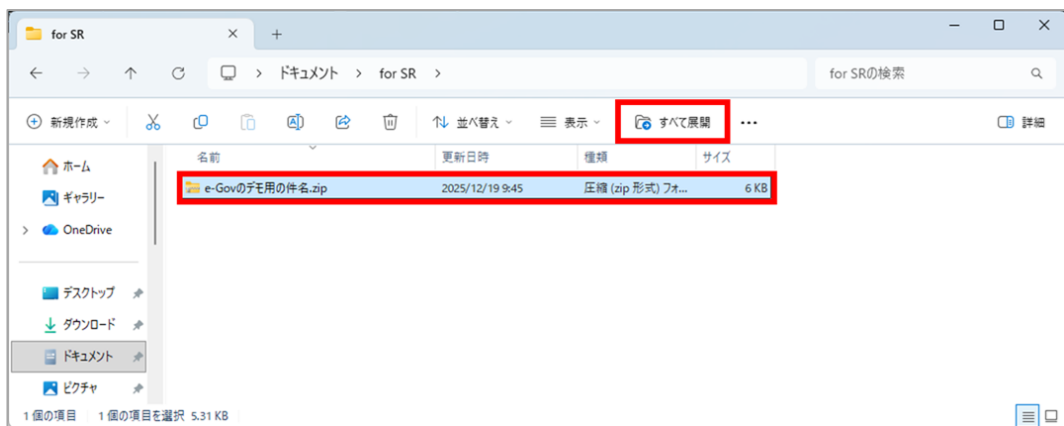 for SR
ドキュメント > for SR >
for SRの検索
新規作成
並べ替え
表示
すべて展開
...
詳細
名前 更新日時 種類 サイズ
e-Govのデモ用の件名.zip 2025/12/19 9:45 圧縮 (zip 形式) フォ... 6 KB
ホーム
ギャラリー
OneDrive
デスクトップ
ダウンロード
ドキュメント
ピクチャ
1 個の項目 1 個の項目を選択 5.31 KB